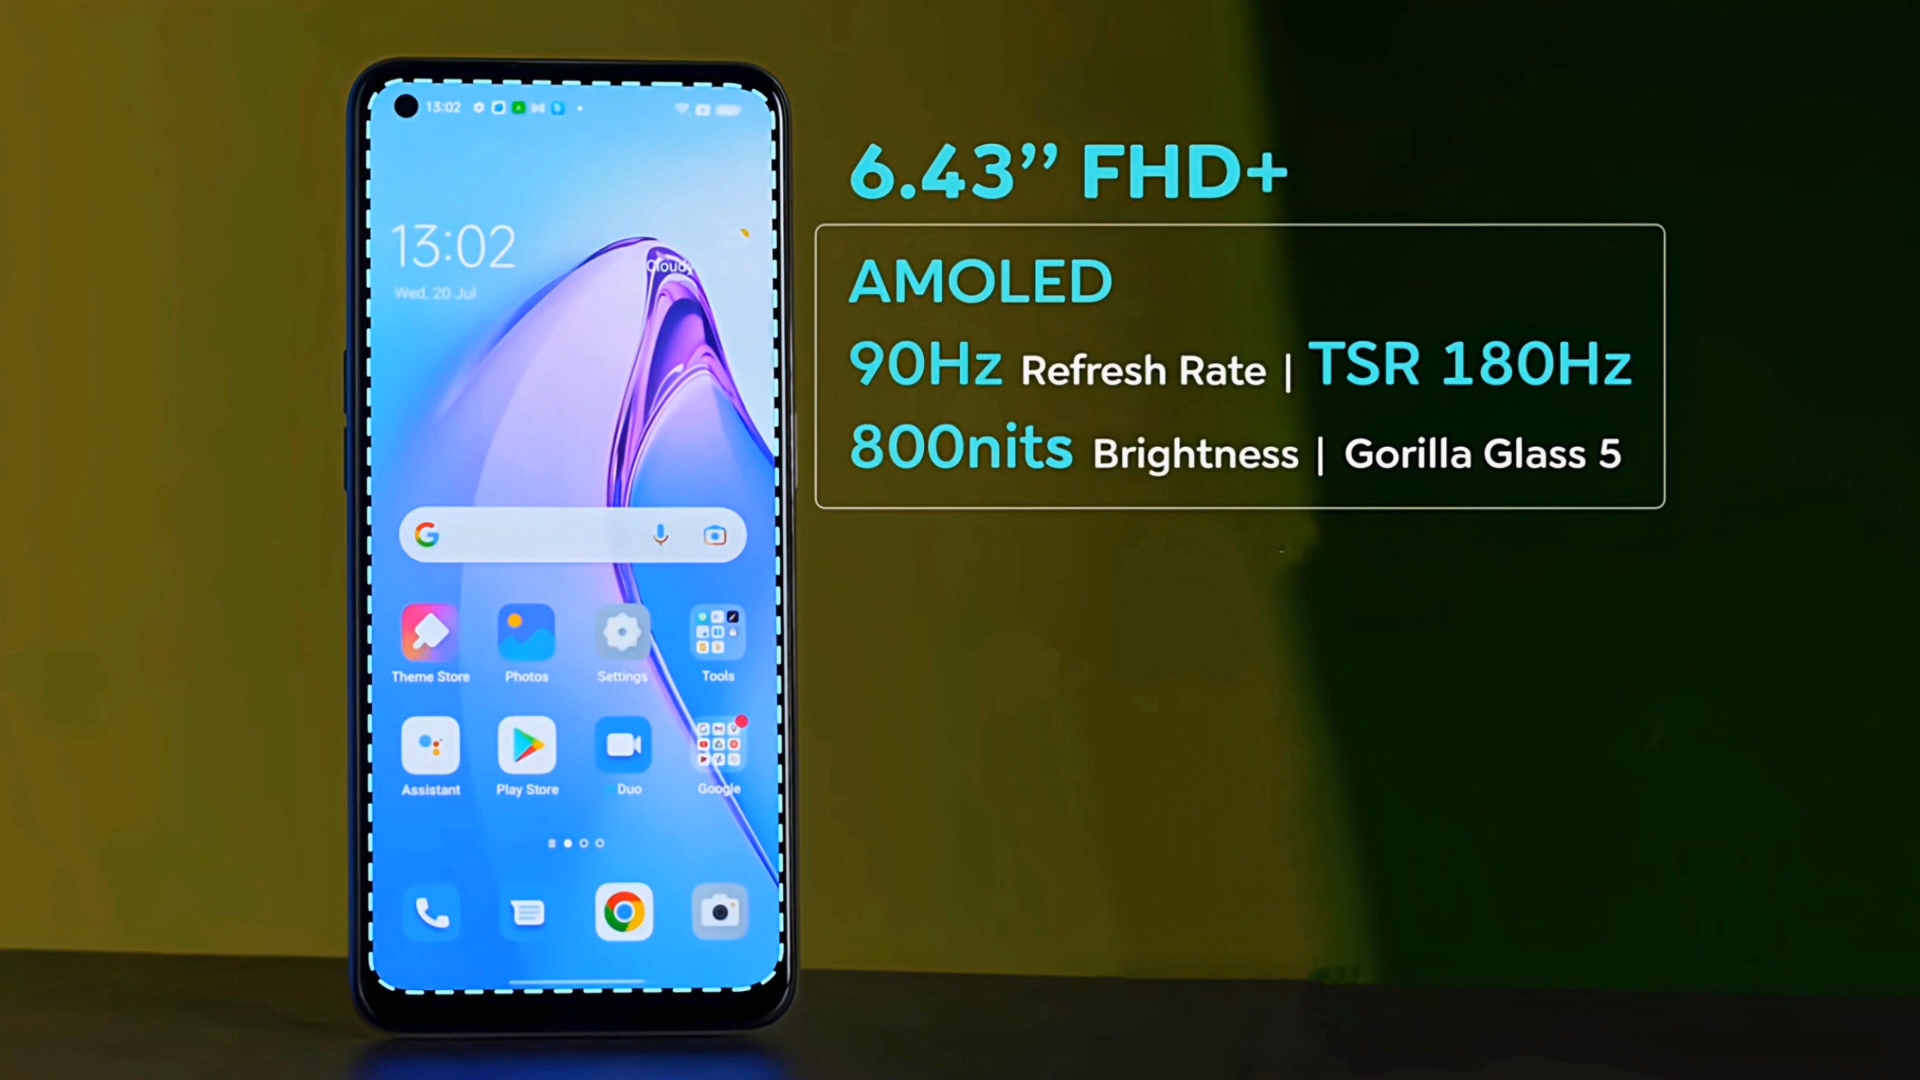 13:02
13:02
Wed, 20 Jul
Cloudy
Theme Store Photos Settings Tools
Assistant Play Store Duo Google
6.43’’ FHD+
AMOLED
90Hz Refresh Rate | TSR 180Hz
800nits Brightness | Gorilla Glass 5